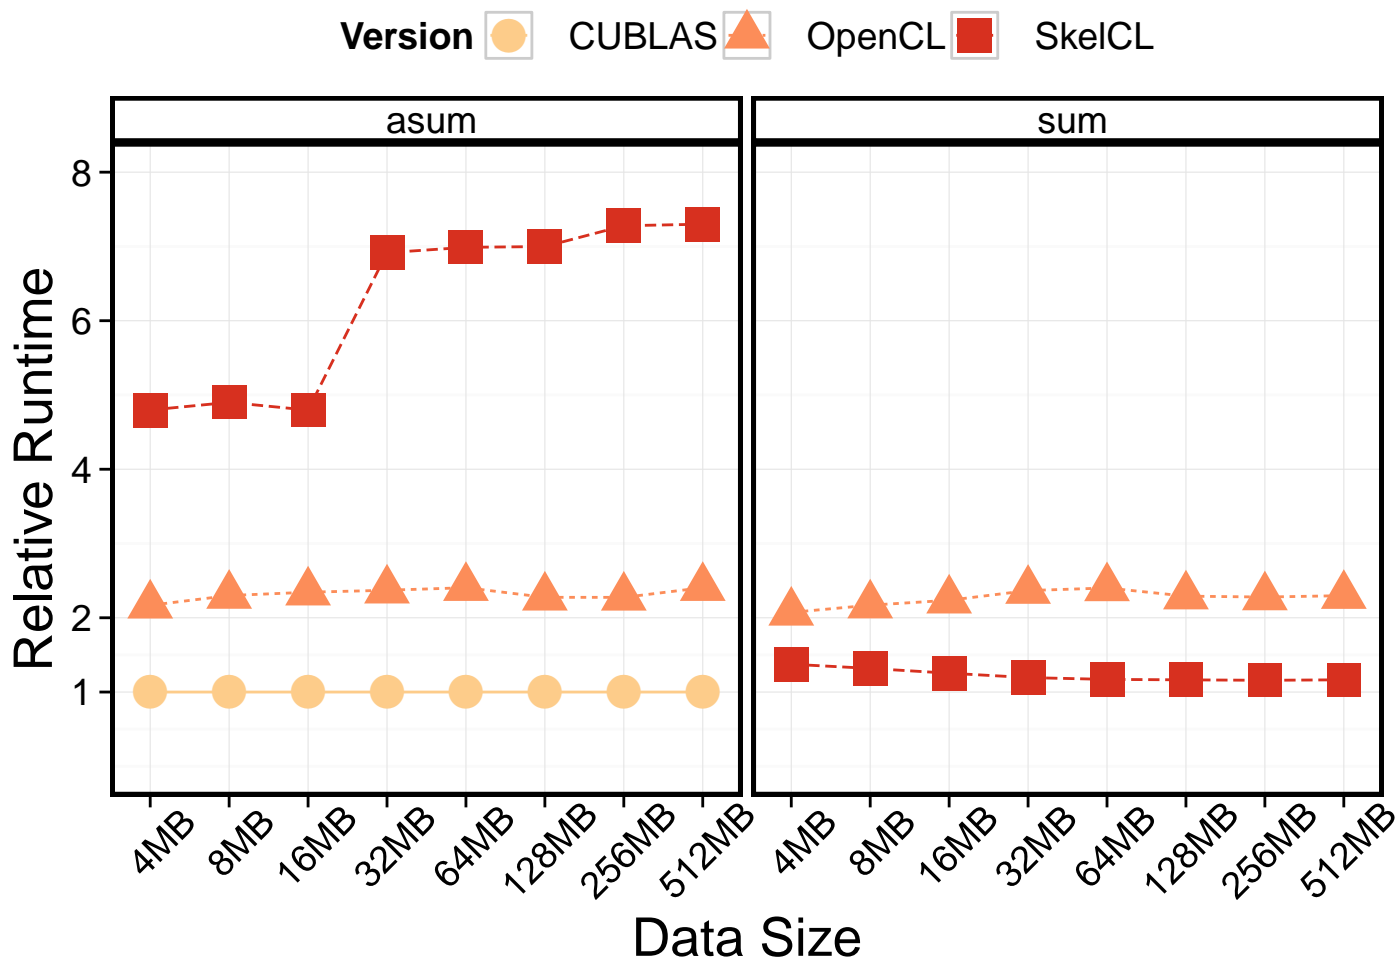 Version CUBLAS OpenCL SkelCL
asum sum
8
6
4
2
1
Relative Runtime
4MB 8MB 16MB 32MB 64MB 128MB 256MB 512MB 4MB 8MB 16MB 32MB 64MB 128MB 256MB 512MB
Data Size